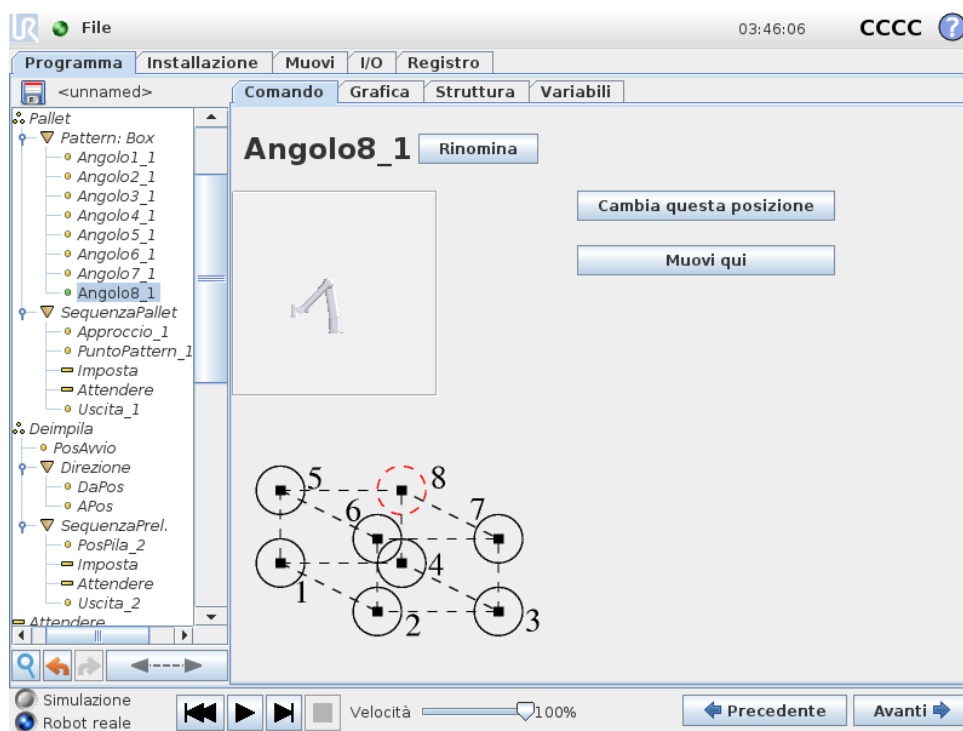 UR File 03:46:06 CCCC ?
Programma Installazione Muovi I/O Registro
<unnamed> Comando Grafica Struttura Variabili
Pallet
Pattern: Box
Angolo1_1
Angolo2_1
Angolo3_1
Angolo4_1
Angolo5_1
Angolo6_1
Angolo7_1
Angolo8_1
SequenzaPallet
Approccio_1
PuntoPattern_1
Imposta
Attendere
Uscita_1
Deimpila
PosAvvio
Direzione
DaPos
APos
SequenzaPrel.
PosPila_2
Imposta
Attendere
Uscita_2
Attendere
Angolo8_1 Rinomina
Cambia questa posizione
Muovi qui
5 8
6 7
1 4
2 3
Simulazione
Robot reale
Velocità 100%
Precedente Avanti